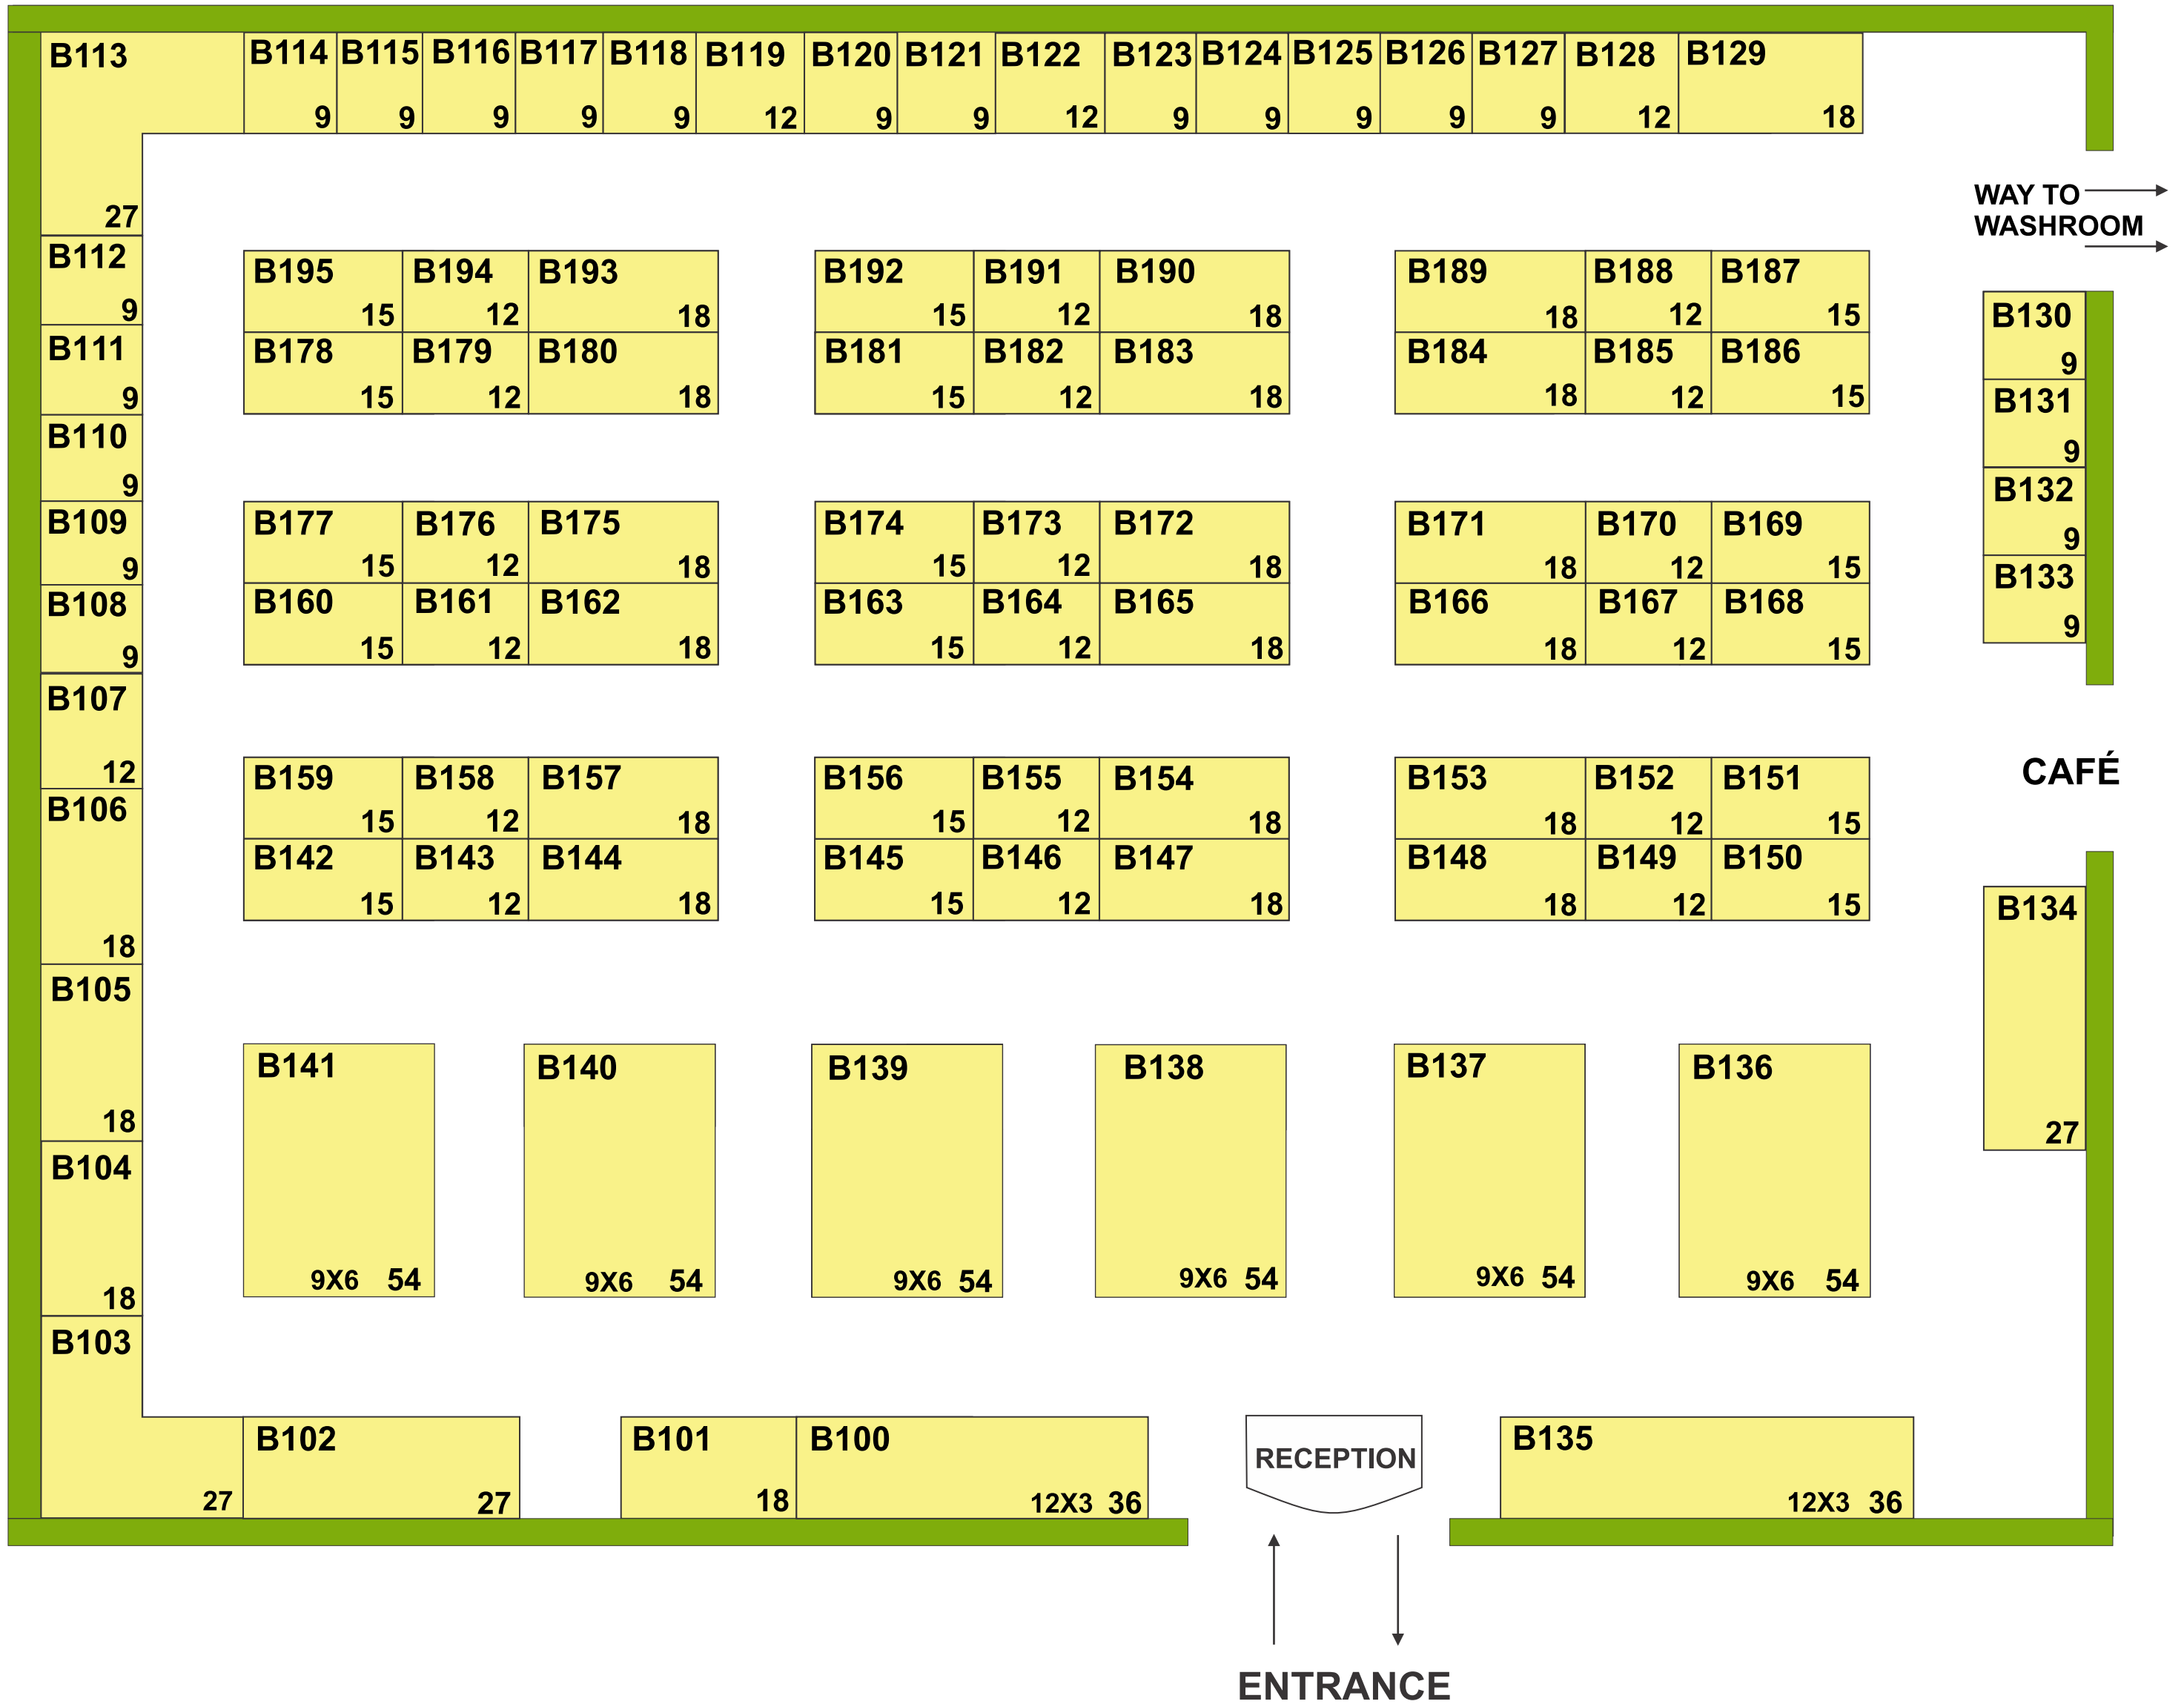 B113 B114 B115 B116 B117 B118 B119 B120 B121 B122 B123 B124 B125 B126 B127 B128 B129
9 9 9 9 9 12 9 9 12 9 9 9 9 9 12 18
27
WAY TO
WASHROOM
B112
9
B111
9
B110
9
B109
9
B108
9
B107
12
B106
18
B105
18
B104
18
B103
27
B195 B194 B193 B192 B191 B190 B189 B188 B187
15 12 18 15 12 18 18 12 15
B178 B179 B180 B181 B182 B183 B184 B185 B186
15 12 18 15 12 18 18 12 15
B130
9
B131
9
B132
9
B133
9
B177 B176 B175 B174 B173 B172 B171 B170 B169
15 12 18 15 12 18 18 12 15
B160 B161 B162 B163 B164 B165 B166 B167 B168
15 12 18 15 12 18 18 12 15
CAFÉ
B159 B158 B157 B156 B155 B154 B153 B152 B151
15 12 18 15 12 18 18 12 15
B142 B143 B144 B145 B146 B147 B148 B149 B150
15 12 18 15 12 18 18 12 15
B134
27
B141 B140 B139 B138 B137 B136
9X6 54 9X6 54 9X6 54 9X6 54 9X6 54 9X6 54
B102 B101 B100 RECEPTION B135
27 18 12X3 36 12X3 36
ENTRANCE